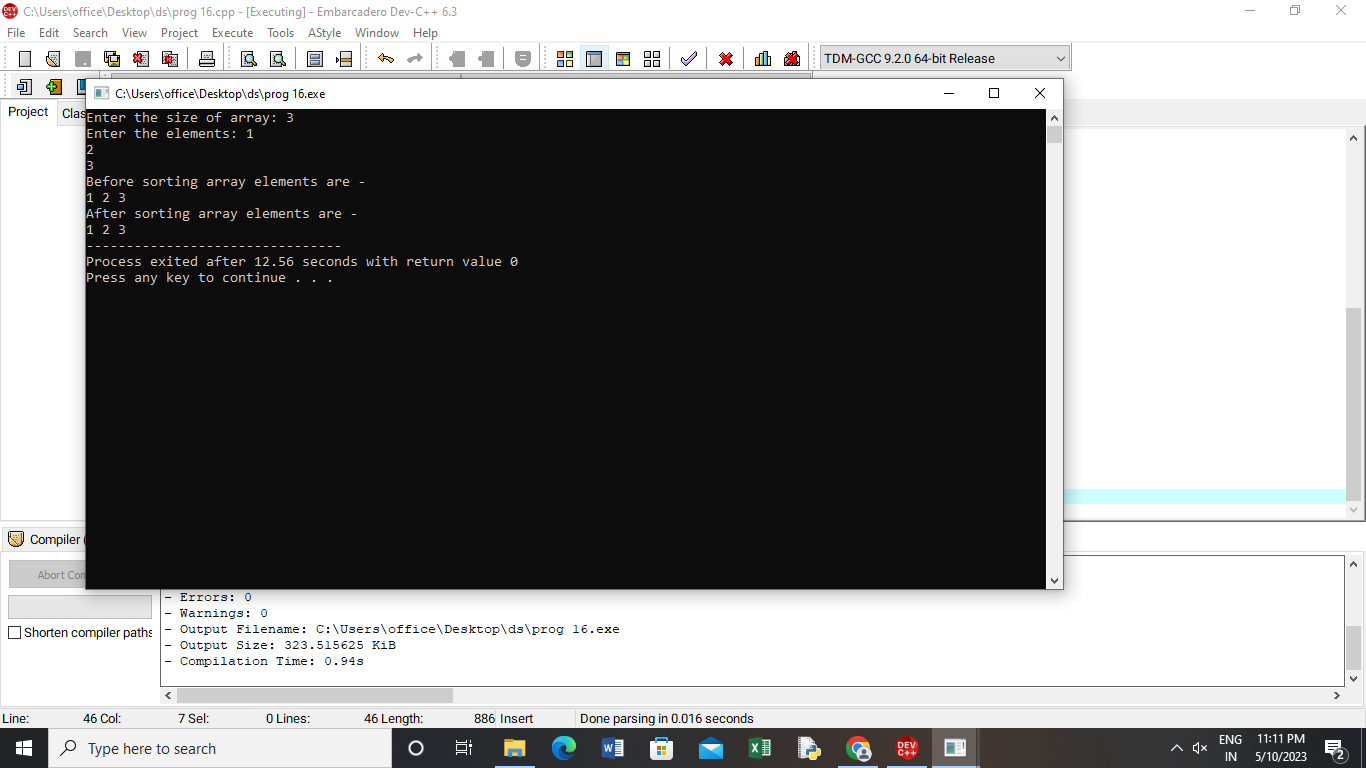 C:\Users\office\Desktop\ds\prog 16.cpp - [Executing] - Embarcadero Dev-C++ 6.3
File Edit Search View Project Execute Tools AStyle Window Help
TDM-GCC 9.2.0 64-bit Release
C:\Users\office\Desktop\ds\prog 16.exe
Project Clas
Enter the size of array: 3
Enter the elements: 1
2
3
Before sorting array elements are -
1 2 3
After sorting array elements are -
1 2 3
--------------------------------
Process exited after 12.56 seconds with return value 0
Press any key to continue . . .
Compiler (
Abort Com
Shorten compiler paths
- Errors: 0
- Warnings: 0
- Output Filename: C:\Users\office\Desktop\ds\prog 16.exe
- Output Size: 323.515625 KiB
- Compilation Time: 0.94s
Line: 46 Col: 7 Sel: 0 Lines: 46 Length: 886 Insert Done parsing in 0.016 seconds
Type here to search
ENG
IN
11:11 PM
5/10/2023
2